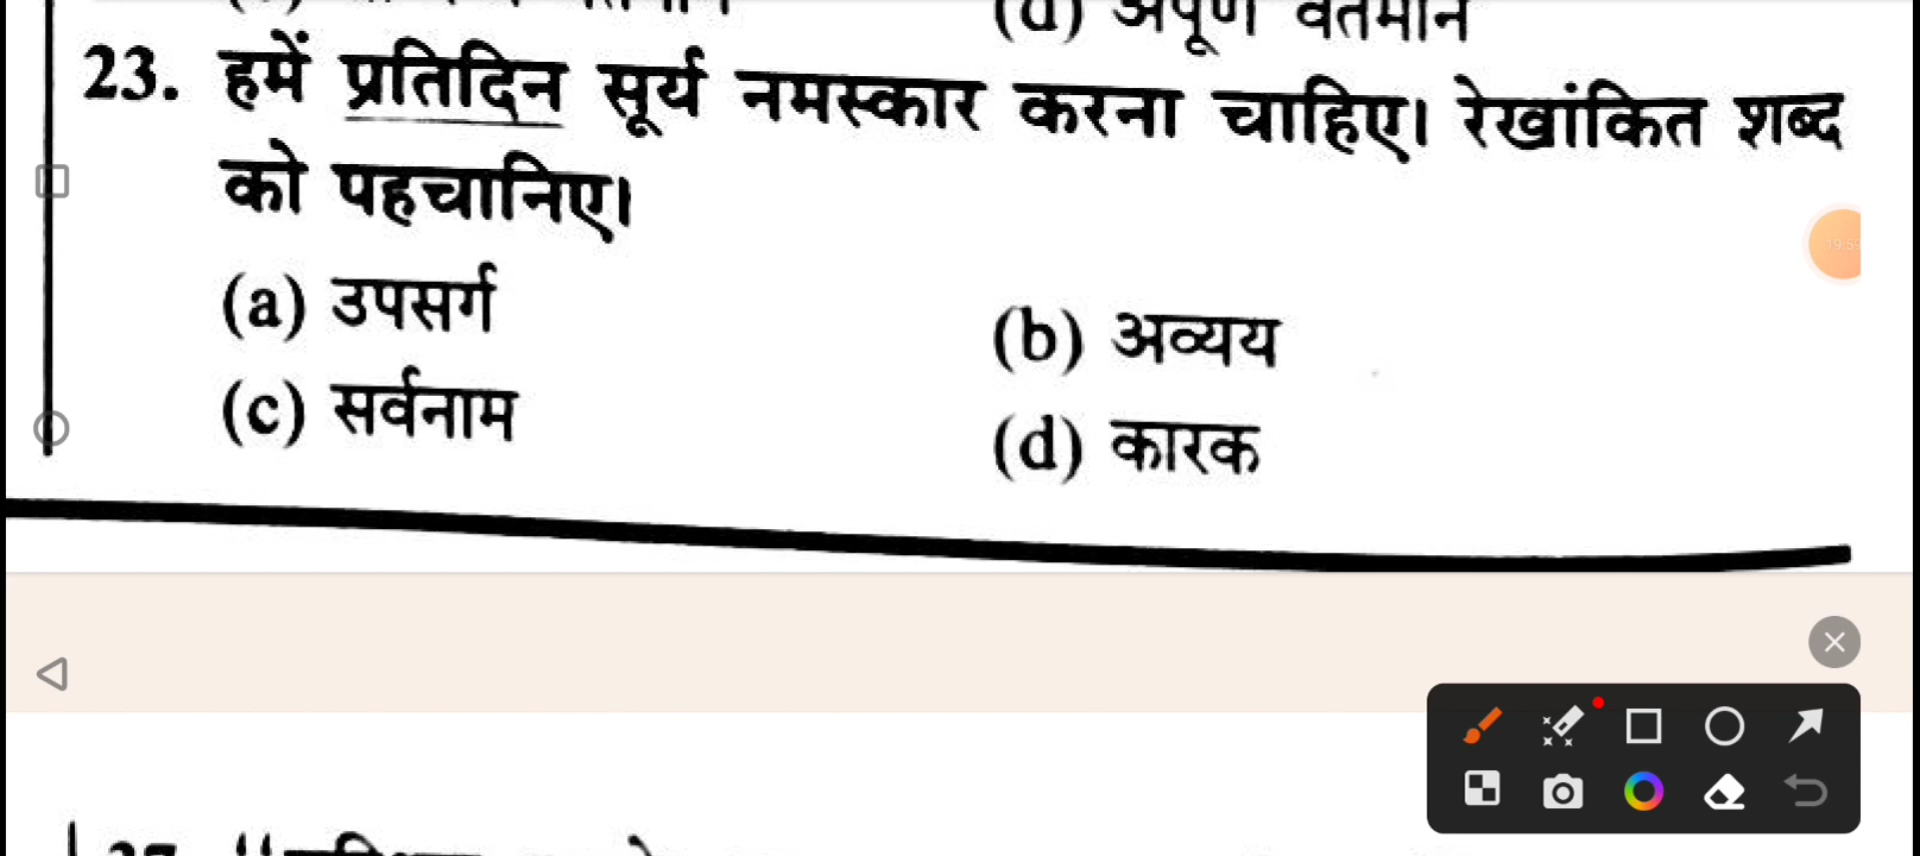 (d) अपूर्ण वर्तमान
23. हमें प्रतिदिन सूर्य नमस्कार करना चाहिए। रेखांकित शब्द
को पहचानिए।
(a) उपसर्ग
(b) अव्यय
(c) सर्वनाम
(d) कारक